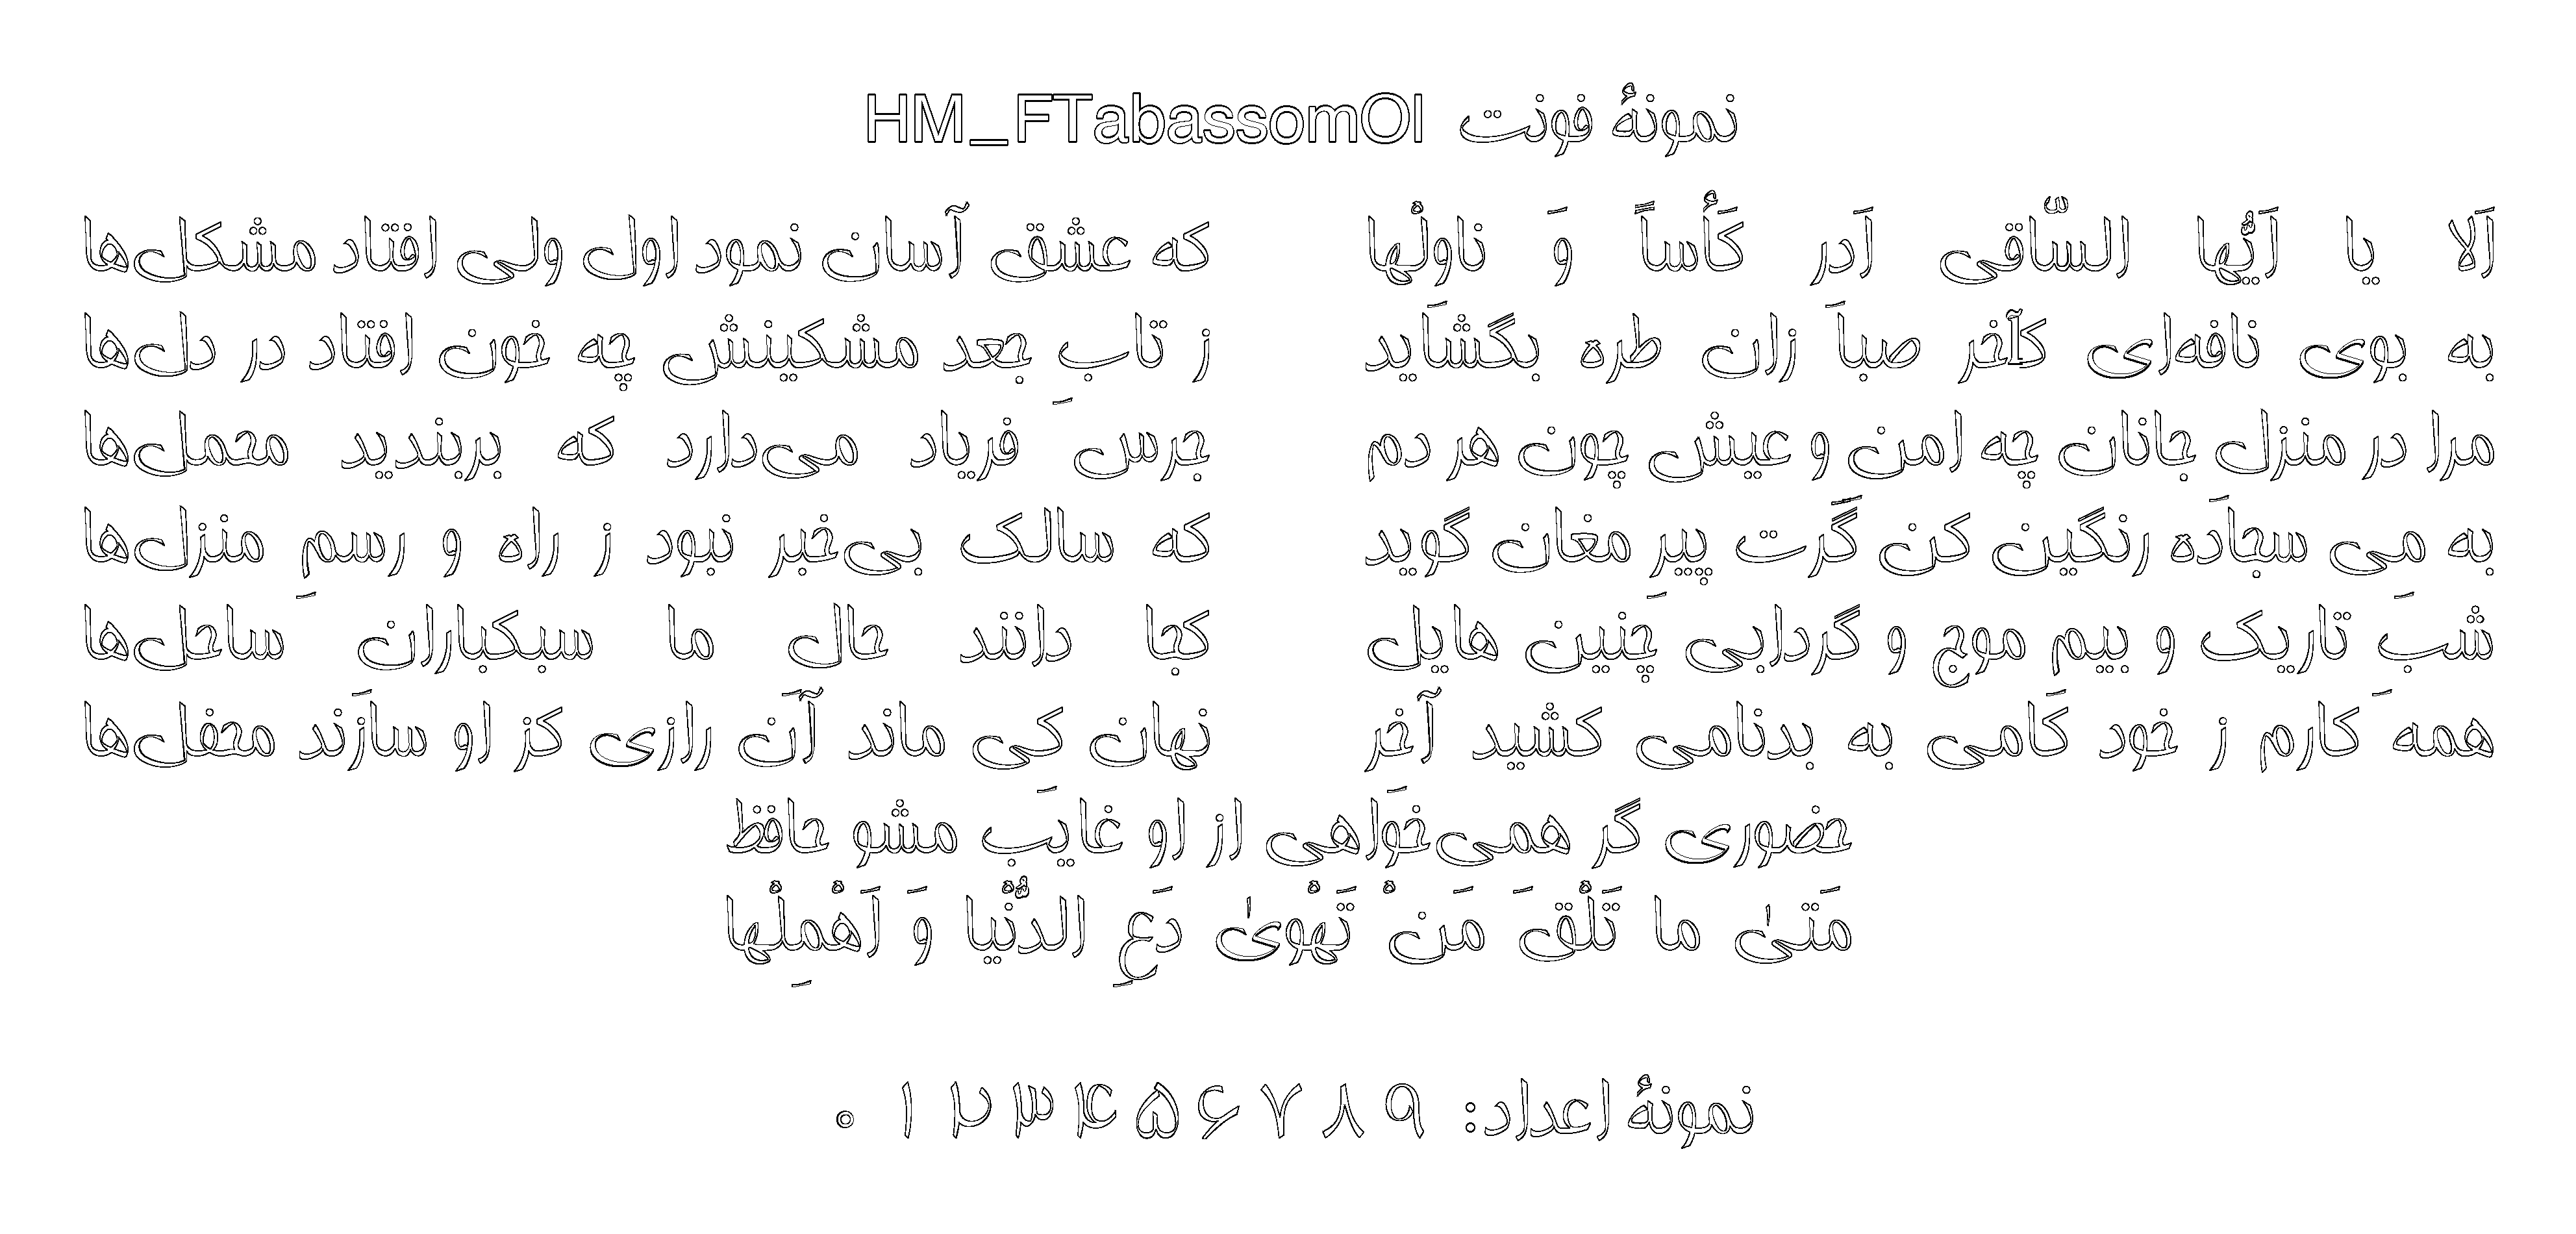 نمونهٔ فونت HM_FTabassomOl
اَلا یا اَیُّها السّاقی اَدر کَأساً وَ ناولْها که عشق آسان نمود اول ولی افتاد مشکل‌ها
به بوی نافه‌ای کآخر صبا زان طره بگشاید ز تابِ جعد مشکینش چه خون افتاد در دل‌ها
مرا در منزل جانان چه امن و عیش چون هر دم جرس فریاد می‌دارد که بربندید محمل‌ها
به می سجاده رنگین کن گرت پیرِ مغان گوید که سالک بی‌خبر نبود ز راه و رسمِ منزل‌ها
شبِ تاریک و بیم موج و گردابی چنین هایل کجا دانند حال ما سبکباران ساحل‌ها
همه کارم ز خود کامی به بدنامی کشید آخر نهان کی ماند آن رازی کز او سازند محفل‌ها
حضوری گر همی‌خواهی از او غایب مشو حافظ
مَتیٰ ما تَلْقَ مَنْ تَهْویٰ دَعِ الدُّنْیا وَ اَهْمِلْها
نمونهٔ اعداد: ۹ ۸ ۷ ۶ ۵ ۴ ۳ ۲ ۱ ۰